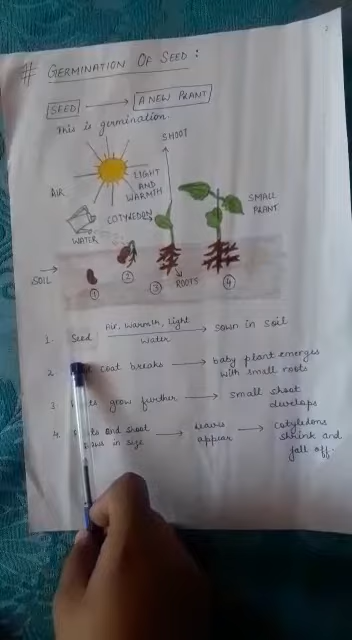 # GERMINATION OF SEED :
SEED → A NEW PLANT
This is germination.
SHOOT
AIR
LIGHT
AND
WARMTH
SMALL
PLANT
COTYLEDON
WATER
SOIL →
ROOTS
① ② ③ ④
1. Seed Air, Warmth, Light → sown in soil
Water
2. coat breaks → baby plant emerges
with small roots
3. grow further → small shoot
develops
4. and shoot → leaves → cotyledons
in size appear shrink and
fall off.